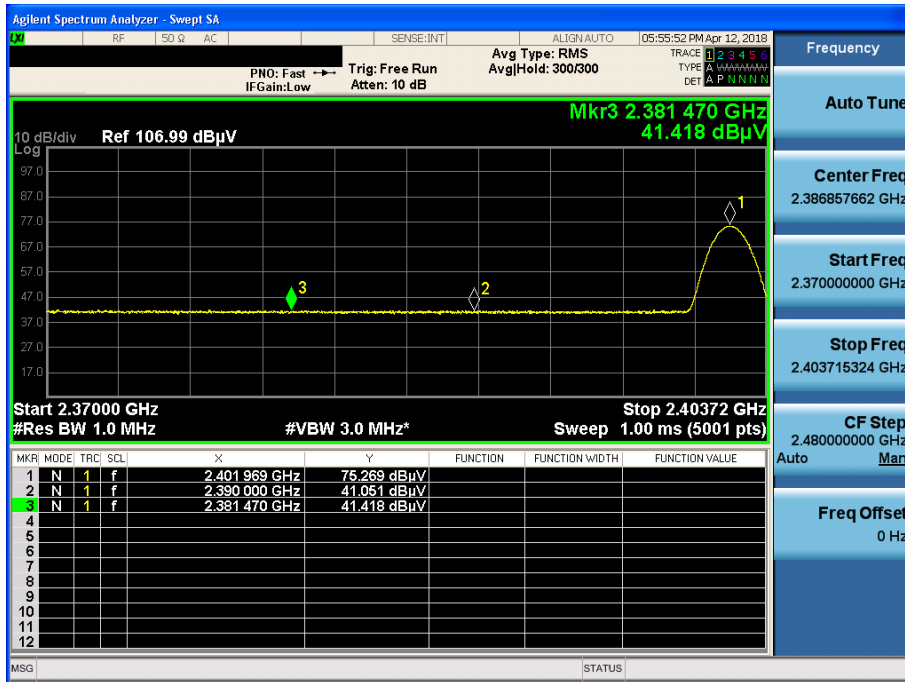 Agilent Spectrum Analyzer - Swept SA
LXI RF 50 Ω AC SENSE:INT ALIGN AUTO 05:55:52 PM Apr 12, 2018
PNO: Fast Trig: Free Run Avg Type: RMS TRACE 1 2 3 4 5 6
IFGain:Low Atten: 10 dB Avg|Hold: 300/300 TYPE A WWWWW
DET A P N N N N
Mkr3 2.381 470 GHz
41.418 dBµV
10 dB/div Ref 106.99 dBµV
Log
97.0
87.0
77.0
67.0
57.0
47.0
37.0
27.0
17.0
1
2
3
Start 2.37000 GHz Stop 2.40372 GHz
#Res BW 1.0 MHz #VBW 3.0 MHz* Sweep 1.00 ms (5001 pts)
MKR MODE TRC SCL X Y FUNCTION FUNCTION WIDTH FUNCTION VALUE
1 N 1 f 2.401 969 GHz 75.269 dBµV
2 N 1 f 2.390 000 GHz 41.051 dBµV
3 N 1 f 2.381 470 GHz 41.418 dBµV
4
5
6
7
8
9
10
11
12
MSG STATUS
Frequency
Auto Tune
Center Freq
2.386857662 GHz
Start Freq
2.370000000 GHz
Stop Freq
2.403715324 GHz
CF Step
2.480000000 GHz
Auto Man
Freq Offset
0 Hz